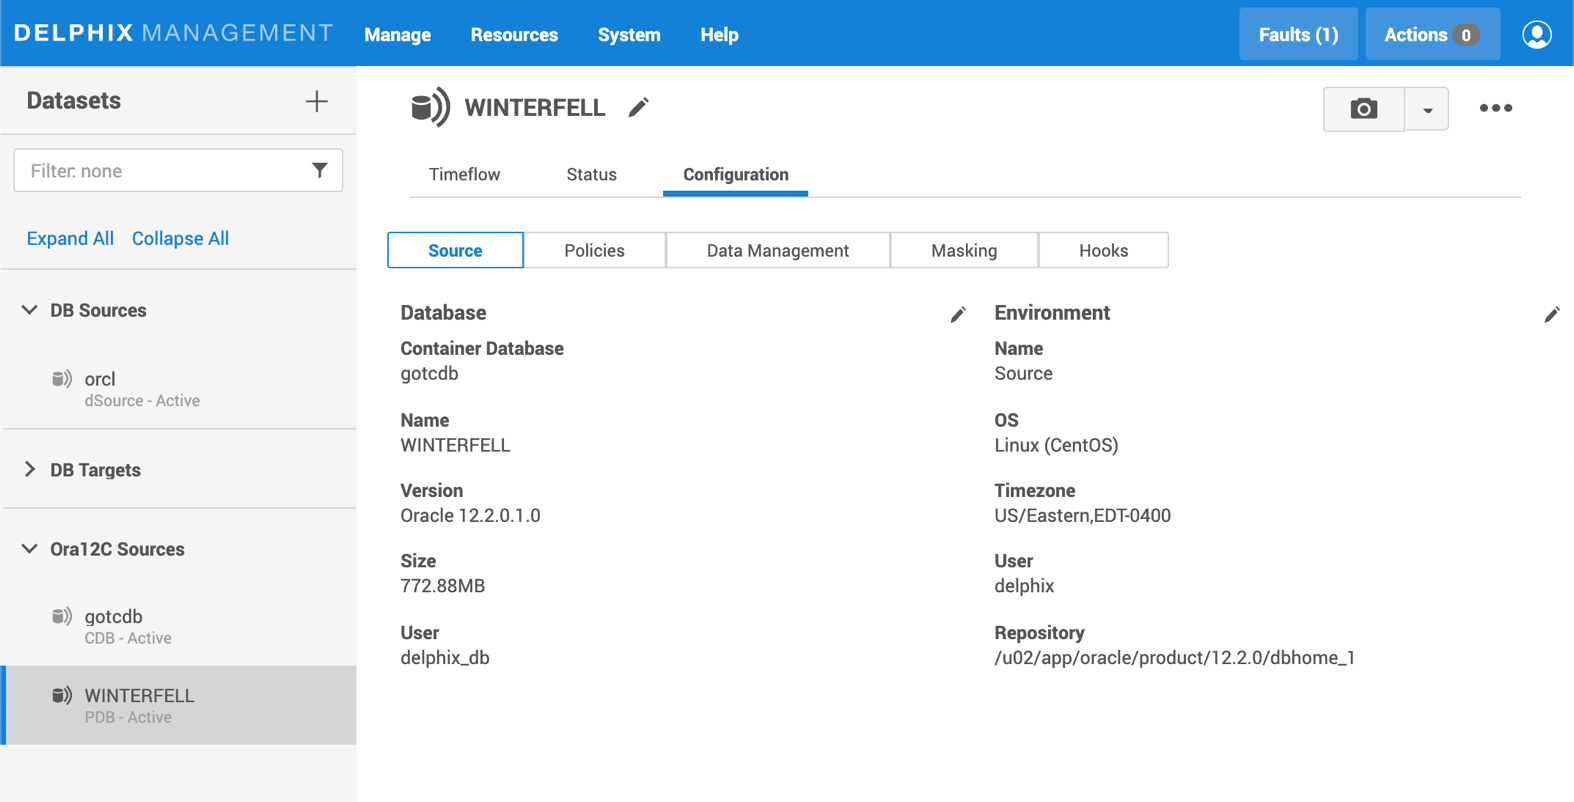 DELPHIX MANAGEMENT Manage Resources System Help Faults (1) Actions 0
Datasets
Filter: none
Expand All Collapse All
DB Sources
orcl
dSource - Active
DB Targets
Ora12C Sources
gotcdb
CDB - Active
WINTERFELL
PDB - Active
WINTERFELL
Timeflow Status Configuration
Source Policies Data Management Masking Hooks
Database
Container Database
gotcdb
Name
WINTERFELL
Version
Oracle 12.2.0.1.0
Size
772.88MB
User
delphix_db
Environment
Name
Source
OS
Linux (CentOS)
Timezone
US/Eastern,EDT-0400
User
delphix
Repository
/u02/app/oracle/product/12.2.0/dbhome_1